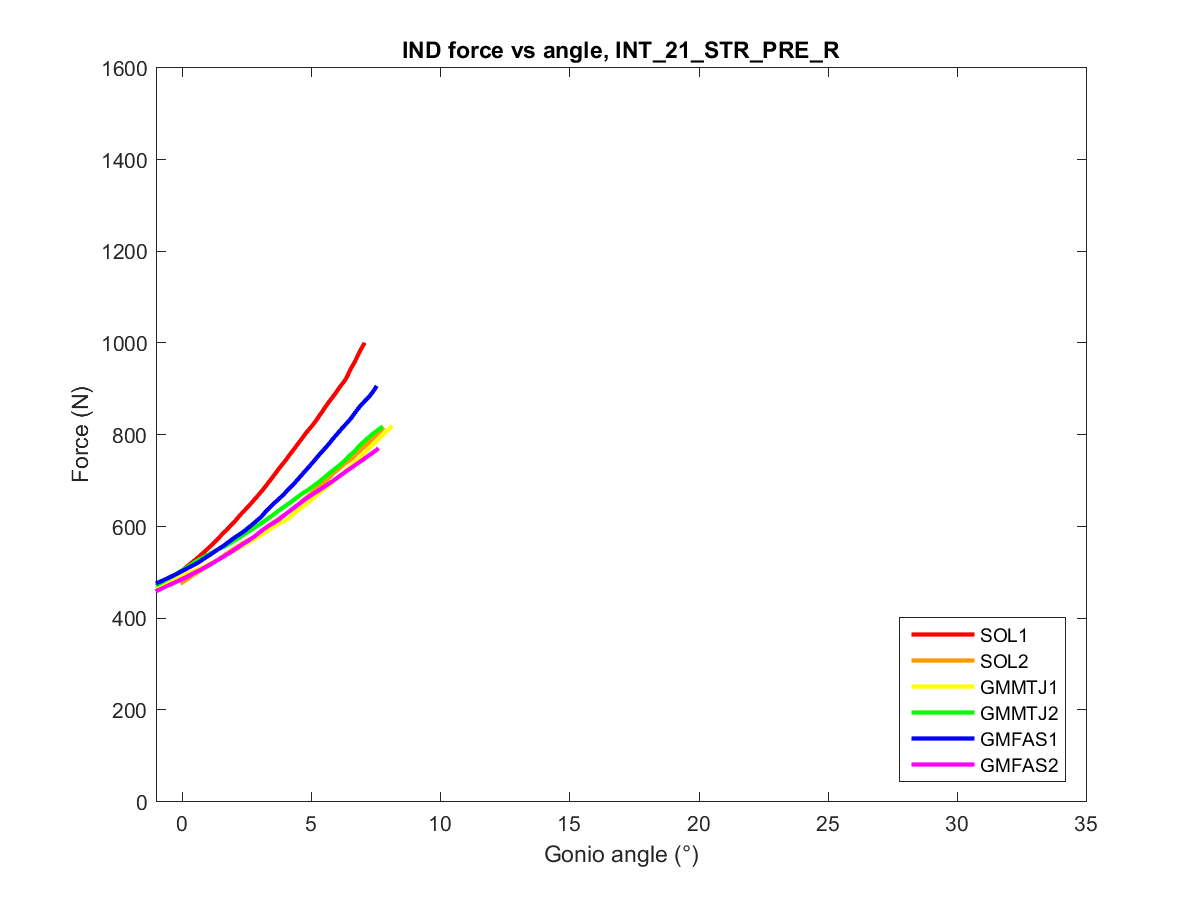 IND force vs angle, INT_21_STR_PRE_R
1600
1400
1200
1000
800
600
400
200
0
Force (N)
0 5 10 15 20 25 30 35
Gonio angle (°)
SOL1
SOL2
GMMTJ1
GMMTJ2
GMFAS1
GMFAS2